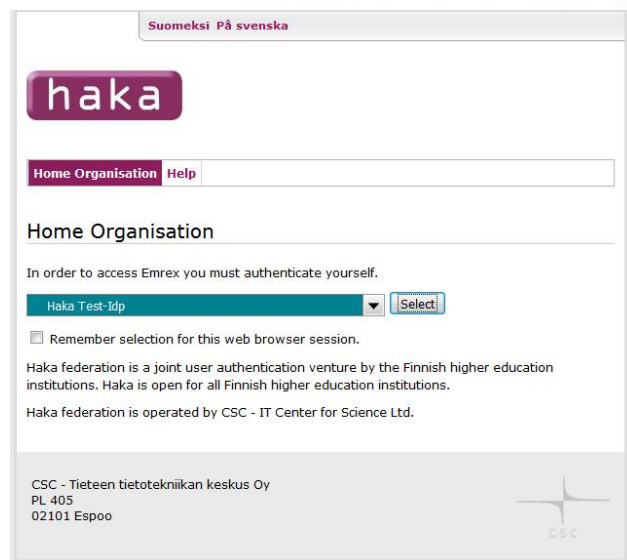 Suomeksi På svenska
haka
Home Organisation Help
Home Organisation
In order to access Emrex you must authenticate yourself.
Haka Test-Idp Select
Remember selection for this web browser session.
Haka federation is a joint user authentication venture by the Finnish higher education
institutions. Haka is open for all Finnish higher education institutions.
Haka federation is operated by CSC - IT Center for Science Ltd.
CSC - Tieteen tietotekniikan keskus Oy
PL 405
02101 Espoo
CSC